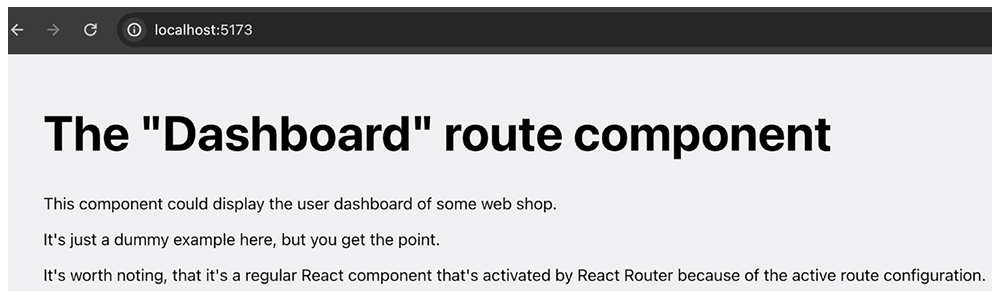 localhost:5173
The "Dashboard" route component
This component could display the user dashboard of some web shop.
It's just a dummy example here, but you get the point.
It's worth noting, that it's a regular React component that's activated by React Router because of the active route configuration.